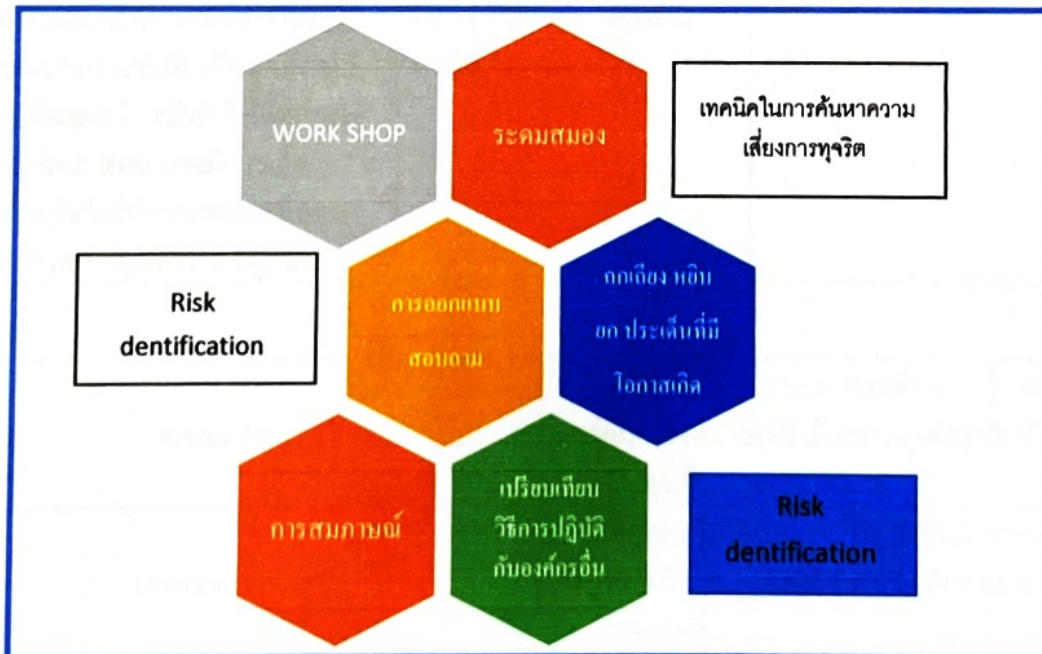 WORK SHOP
ระดมสมอง
เทคนิคในการค้นหาความ
เสี่ยงการทุจริต
Risk
dentification
การออกแบบ
สอบถาม
ถกเถียง หยิบ
ยก ประเด็นที่มี
โอกาสเกิด
การสมภาษณ์
เปรียบเทียบ
วิธีการปฏิบัติ
กับองค์กรอื่น
Risk
dentification